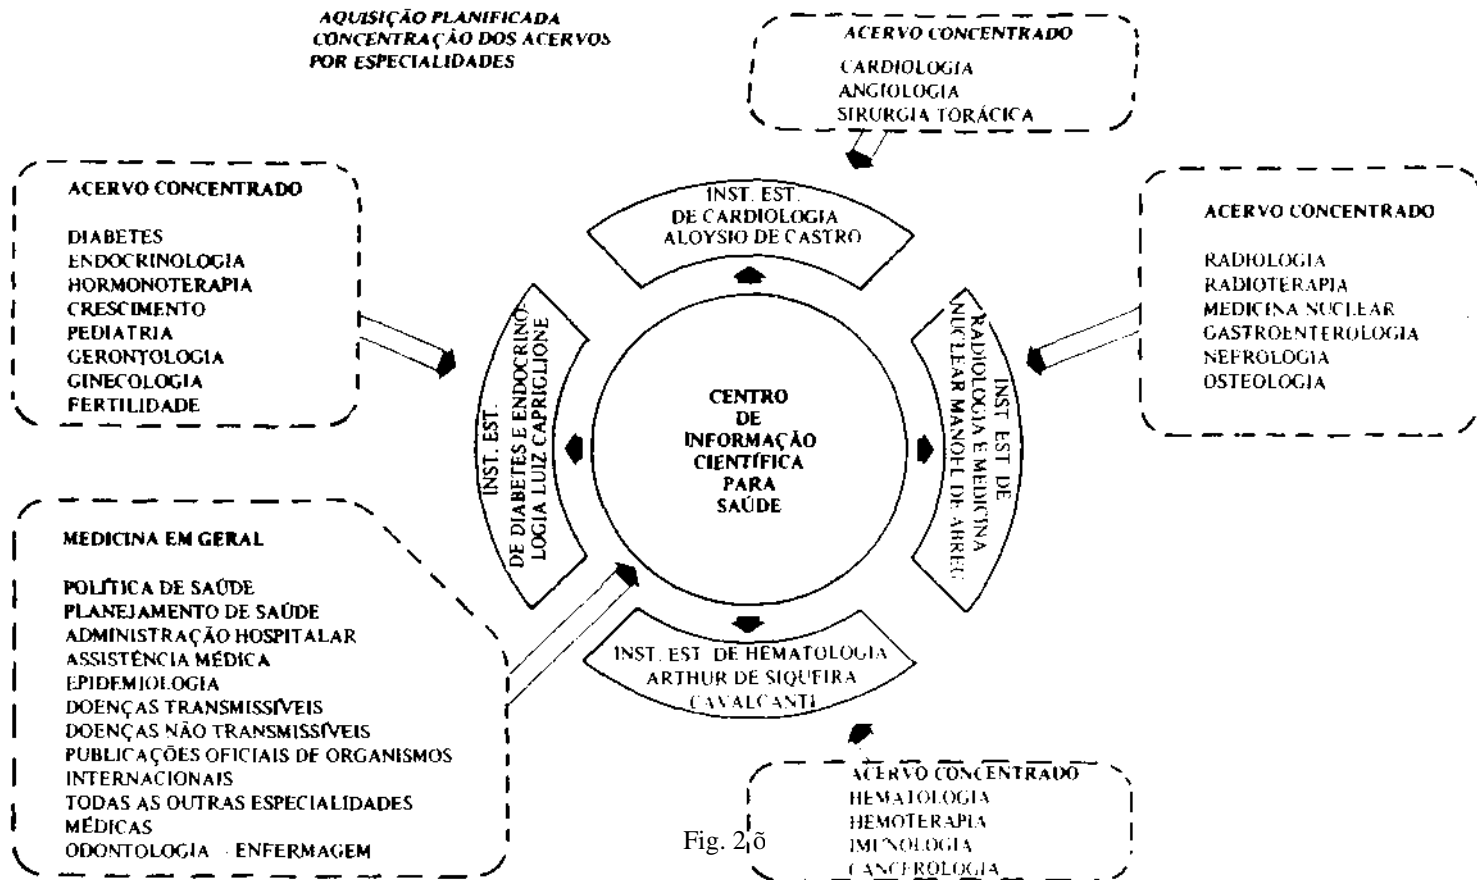 AQUISIÇÃO PLANIFICADA
CONCENTRAÇÃO DOS ACERVOS
POR ESPECIALIDADES
ACERVO CONCENTRADO
CARDIOLOGIA
ANGIOLOGIA
SIRURGIA TORÁCICA
ACERVO CONCENTRADO
DIABETES
ENDOCRINOLOGIA
HORMONOTERAPIA
CRESCIMENTO
PEDIATRIA
GERONTOLOGIA
GINECOLOGIA
FERTILIDADE
INST. EST.
DE CARDIOLOGIA
ALOYSIO DE CASTRO
ACERVO CONCENTRADO
RADIOLOGIA
RADIOTERAPIA
MEDICINA NUCLEAR
GASTROENTEROLOGIA
NEFROLOGIA
OSTEOLOGIA
INST. EST.
DE DIABETES E ENDOCRINO-
LOGIA LUIZ CAPRIGLIONE
CENTRO
DE
INFORMAÇÃO
CIENTÍFICA
PARA
SAÚDE
INST EST DE
RADIOLOGIA E MEDICINA
NUCLEAR MANOEL DE ABREU
MEDICINA EM GERAL
POLÍTICA DE SAÚDE
PLANEJAMENTO DE SAÚDE
ADMINISTRAÇÃO HOSPITALAR
ASSISTÊNCIA MÉDICA
EPIDEMIOLOGIA
DOENÇAS TRANSMISSÍVEIS
DOENÇAS NÃO TRANSMISSÍVEIS
PUBLICAÇÕES OFICIAIS DE ORGANISMOS
INTERNACIONAIS
TODAS AS OUTRAS ESPECIALIDADES
MÉDICAS
ODONTOLOGIA - ENFERMAGEM
INST. EST DE HEMATOLOGIA
ARTHUR DE SIQUEIRA
CAVALCANTI
ACERVO CONCENTRADO
HEMATOLOGIA
HEMOTERAPIA
IMUNOLOGIA
CANCEROLOGIA
Fig. 2 õ